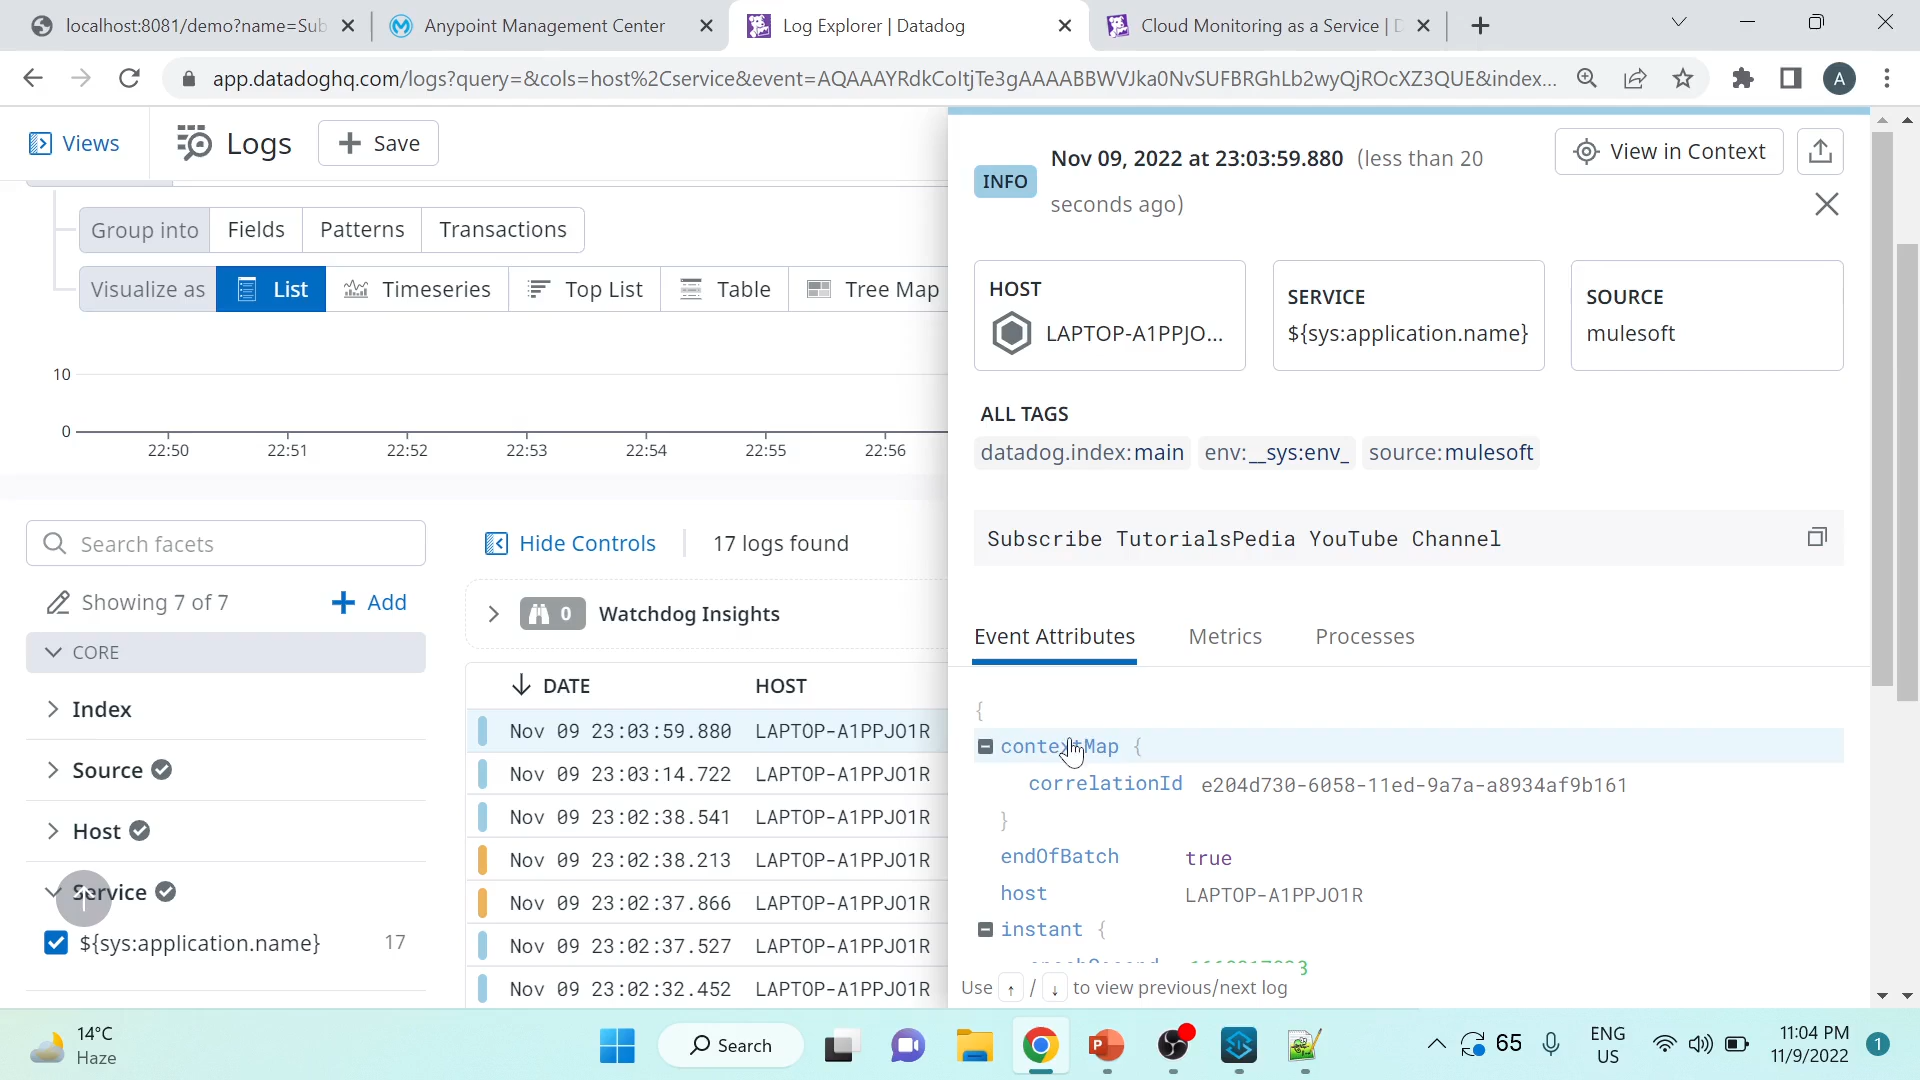 localhost:8081/demo?name=Sub
Anypoint Management Center
Log Explorer | Datadog
Cloud Monitoring as a Service | D
app.datadoghq.com/logs?query=&cols=host%2Cservice&event=AQAAAYRdkColtjTe3gAAAABBWVJka0NvSUFBRGhLb2wyQjROcXZ3QUE&index...
A
Views
Logs
+ Save
Group into
Fields
Patterns
Transactions
Visualize as
List
Timeseries
Top List
Table
Tree Map
10
0
22:50
22:51
22:52
22:53
22:54
22:55
22:56
Search facets
Showing 7 of 7
+ Add
CORE
Index
Source
Host
Service
${sys:application.name}
17
Hide Controls
17 logs found
0
Watchdog Insights
DATE
HOST
Nov 09 23:03:59.880 LAPTOP-A1PPJO1R
Nov 09 23:03:14.722 LAPTOP-A1PPJO1R
Nov 09 23:02:38.541 LAPTOP-A1PPJO1R
Nov 09 23:02:38.213 LAPTOP-A1PPJO1R
Nov 09 23:02:37.866 LAPTOP-A1PPJO1R
Nov 09 23:02:37.527 LAPTOP-A1PPJO1R
Nov 09 23:02:32.452 LAPTOP-A1PPJO1R
INFO
Nov 09, 2022 at 23:03:59.880 (less than 20
seconds ago)
View in Context
HOST
LAPTOP-A1PPJO...
SERVICE
${sys:application.name}
SOURCE
mulesoft
ALL TAGS
datadog.index:main
env:__sys:env_
source:mulesoft
Subscribe TutorialsPedia YouTube Channel
Event Attributes
Metrics
Processes
{
contextMap {
correlationId e204d730-6058-11ed-9a7a-a8934af9b161
}
endOfBatch true
host LAPTOP-A1PPJO1R
instant {
Use ↑ / ↓ to view previous/next log
14°C
Haze
Search
65
ENG
US
11:04 PM
11/9/2022
1